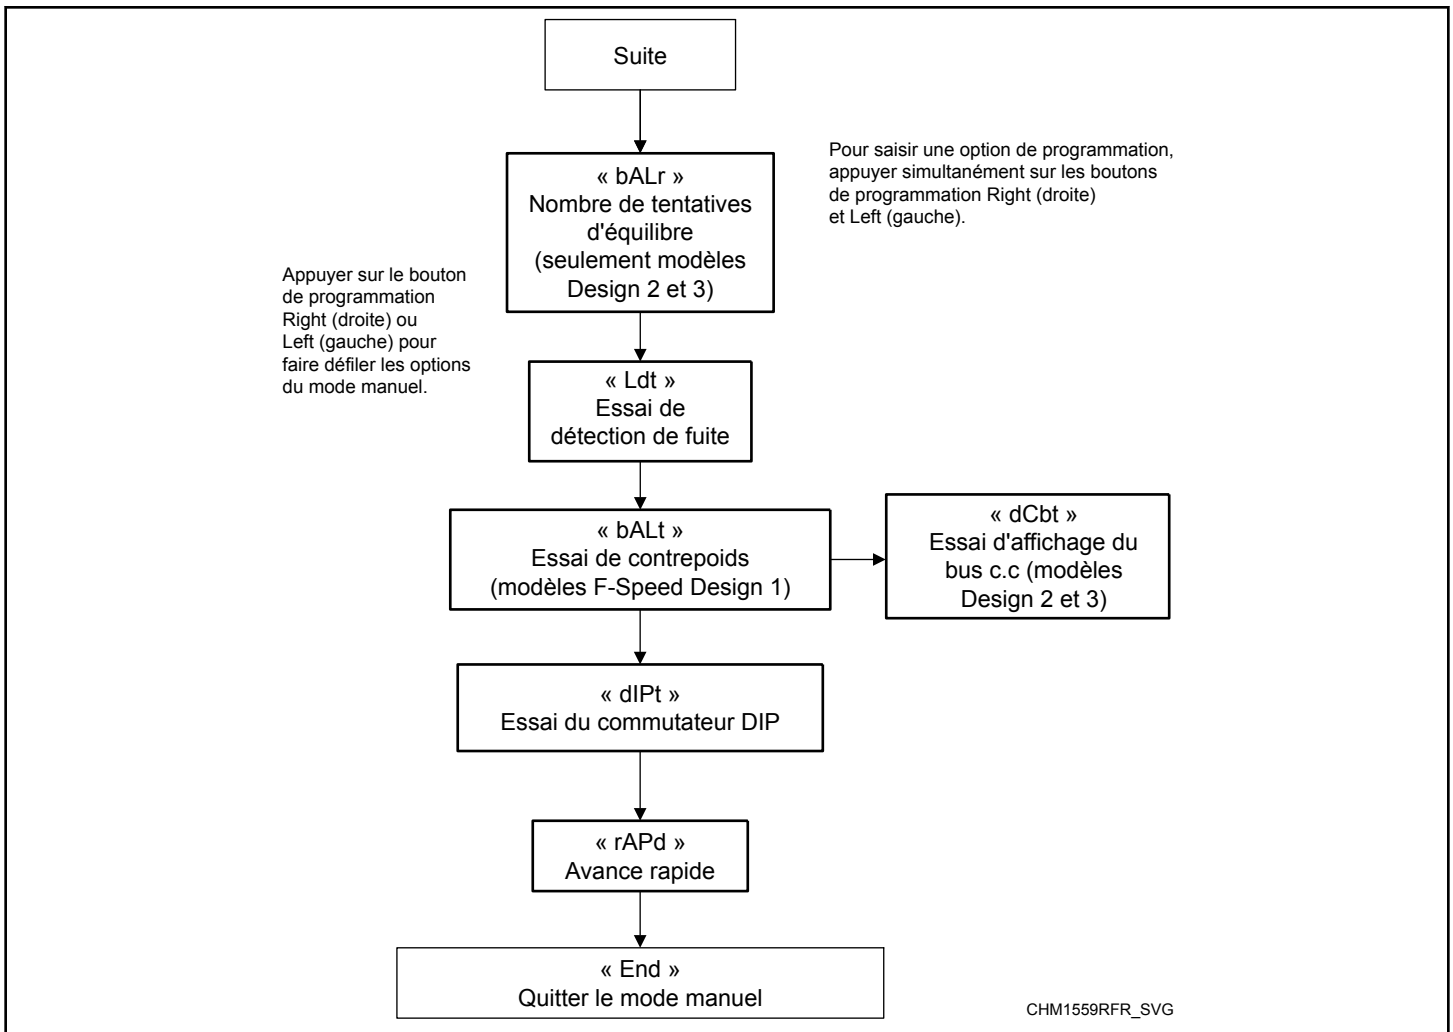 Suite
Pour saisir une option de programmation,
appuyer simultanément sur les boutons
de programmation Right (droite)
et Left (gauche).
« bALr »
Nombre de tentatives
d'équilibre
(seulement modèles
Design 2 et 3)
Appuyer sur le bouton
de programmation
Right (droite) ou
Left (gauche) pour
faire défiler les options
du mode manuel.
« Ldt »
Essai de
détection de fuite
« bALt »
Essai de contrepoids
(modèles F-Speed Design 1)
« dCbt »
Essai d'affichage du
bus c.c (modèles
Design 2 et 3)
« dIPt »
Essai du commutateur DIP
« rAPd »
Avance rapide
« End »
Quitter le mode manuel
CHM1559RFR_SVG